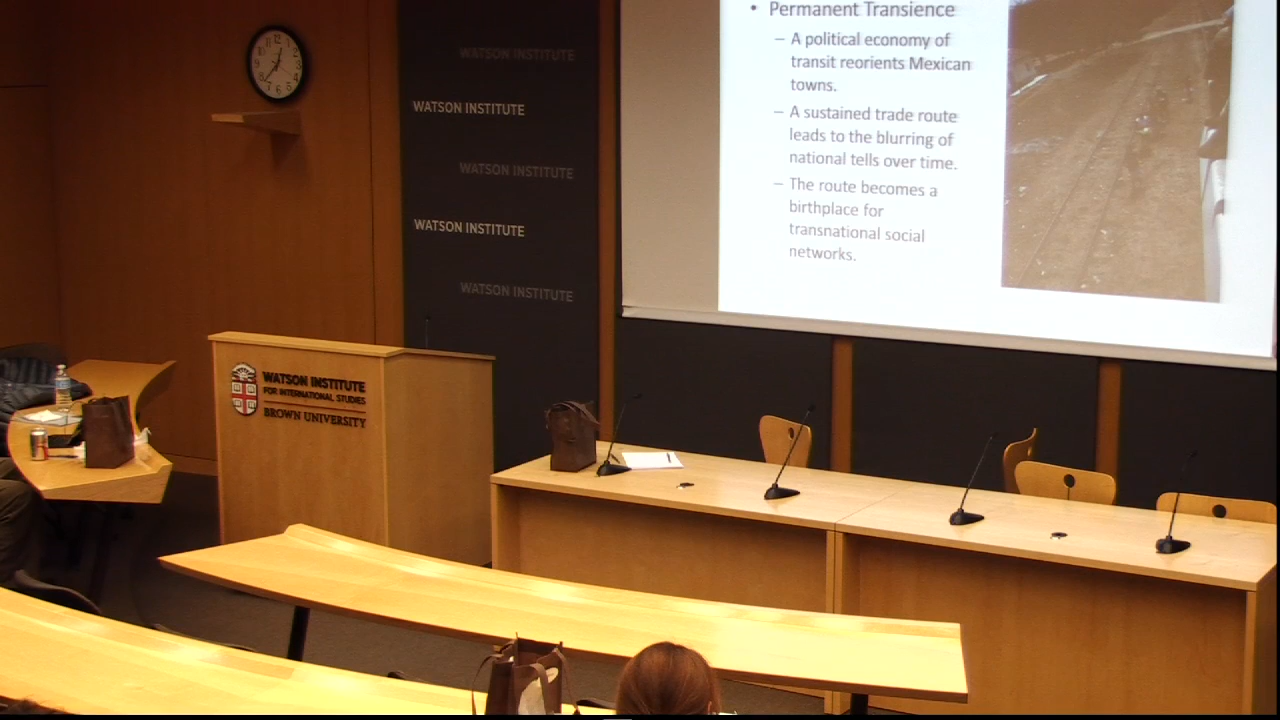 WATSON INSTITUTE
WATSON INSTITUTE
WATSON INSTITUTE
WATSON INSTITUTE
WATSON INSTITUTE
• Permanent Transience
– A political economy of
transit reorients Mexican
towns.
– A sustained trade route
leads to the blurring of
national tells over time.
– The route becomes a
birthplace for
transnational social
networks.
WATSON INSTITUTE
FOR INTERNATIONAL STUDIES
BROWN UNIVERSITY